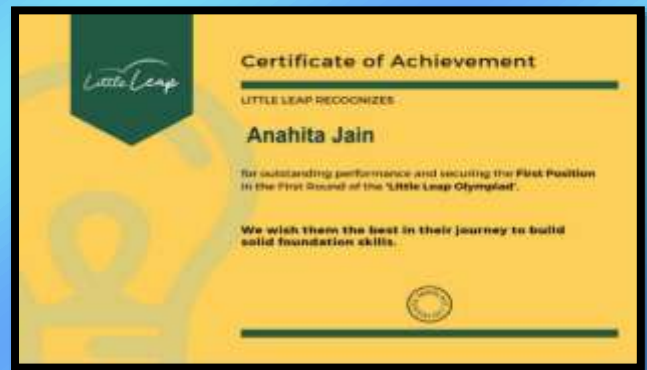 Little Leap
Certificate of Achievement
LITTLE LEAP RECOGNIZES
Anahita Jain
for outstanding performance and securing the First Position
in the First Round of the 'Little Leap Olympiad'.
We wish them the best in their journey to build
solid foundation skills.